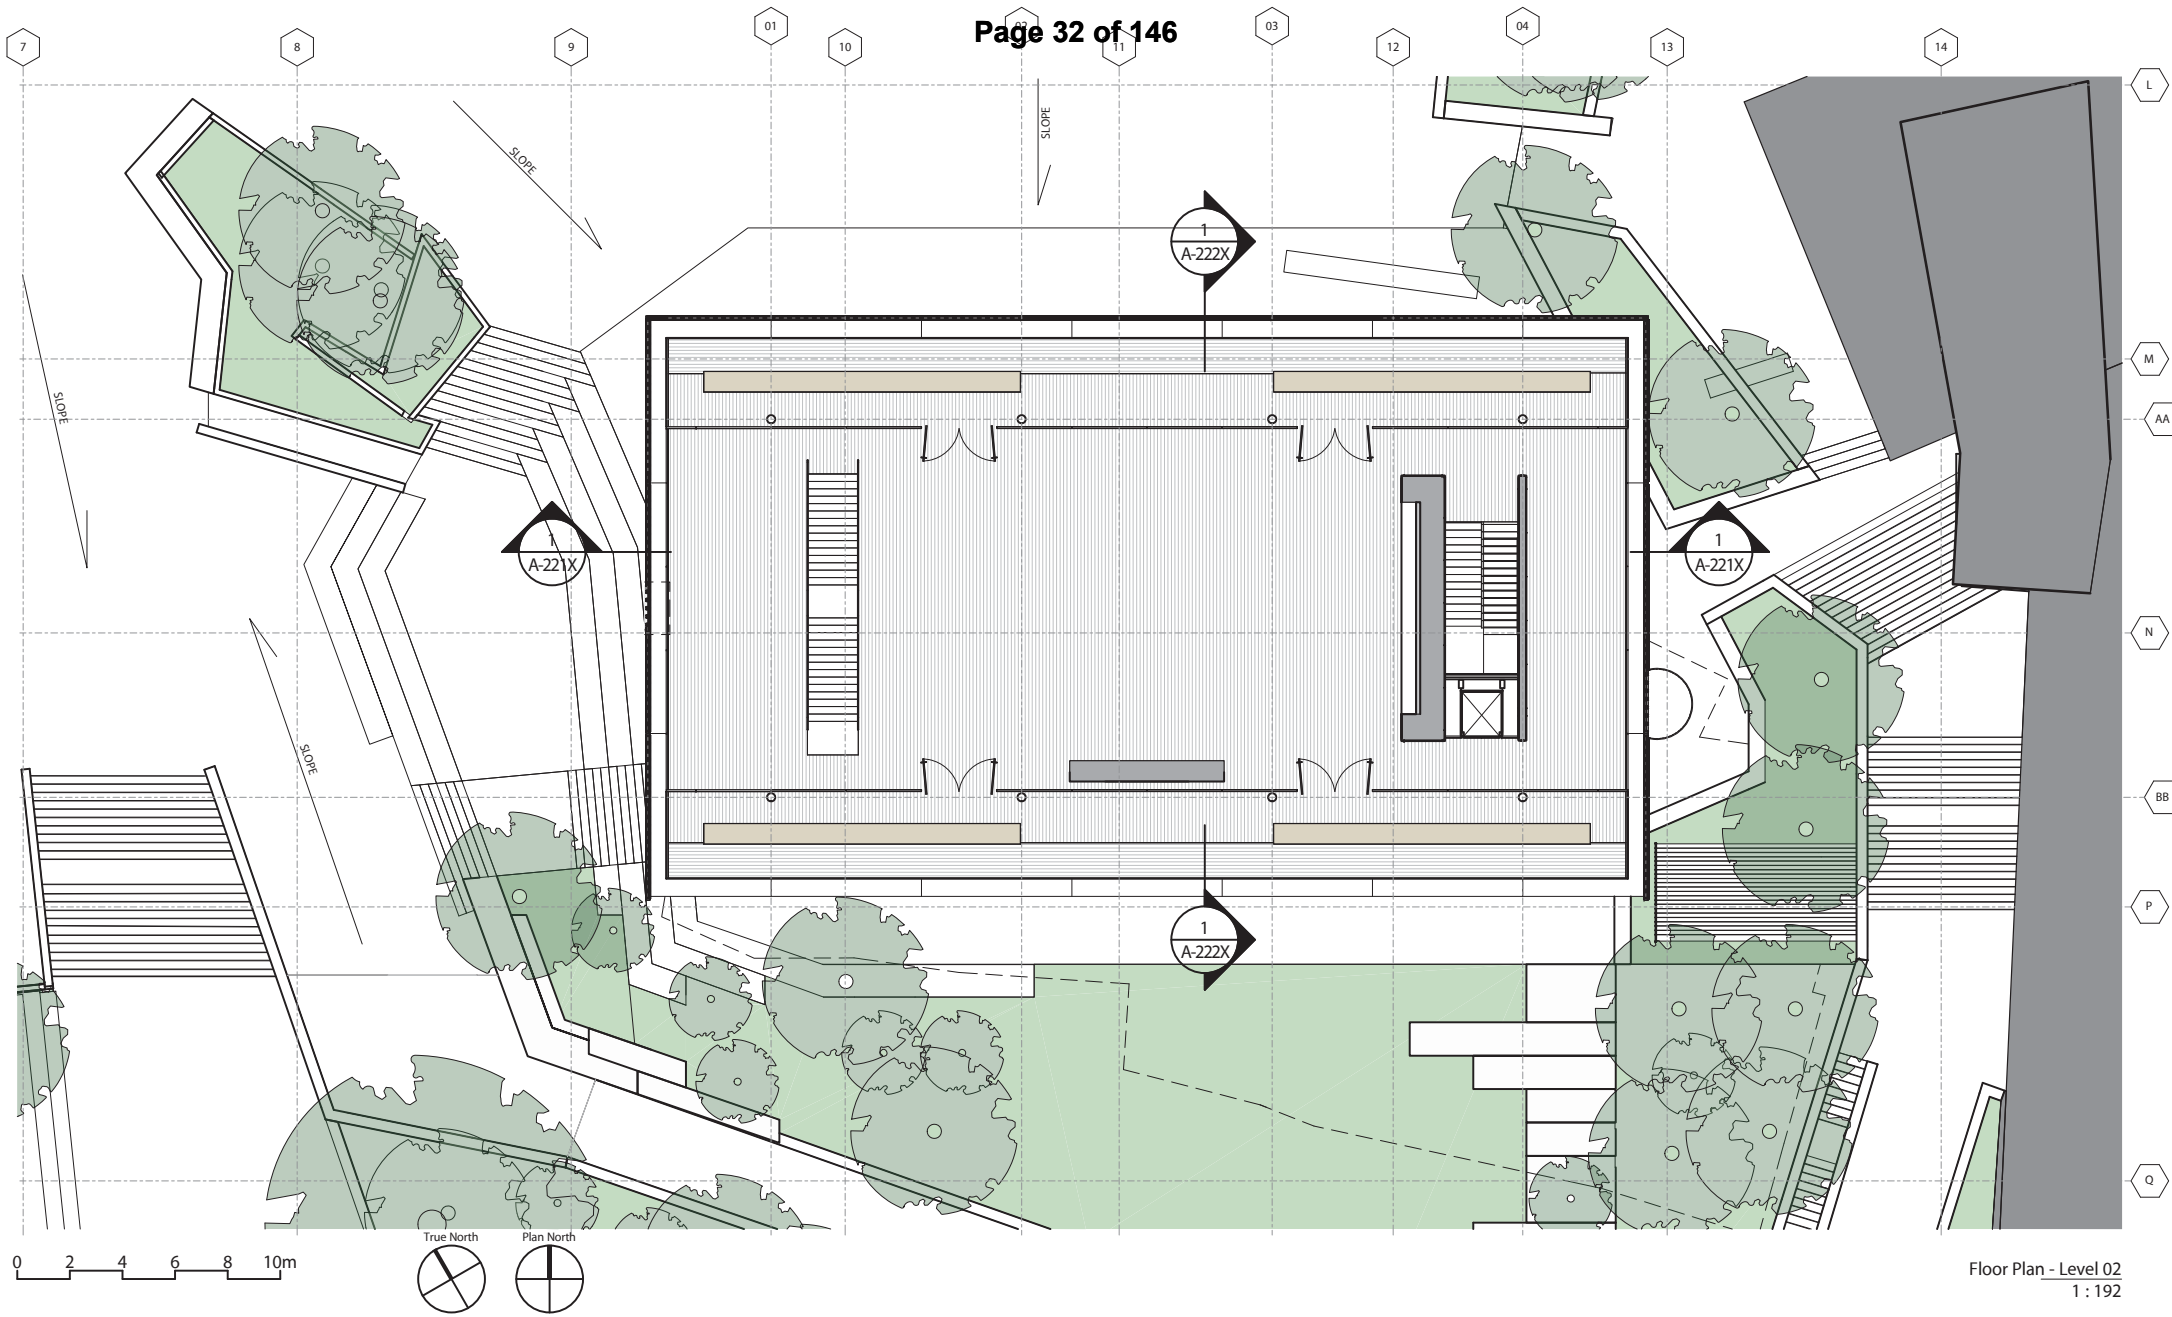 Page 32 of 146
01
02
03
04
7
8
9
10
11
12
13
14
L
SLOPE
SLOPE
1
A-222X
M
SLOPE
AA
1
A-221X
1
A-221X
N
SLOPE
BB
P
1
A-222X
Q
True North
Plan North
0 2 4 6 8 10m
Floor Plan - Level 02
1 : 192